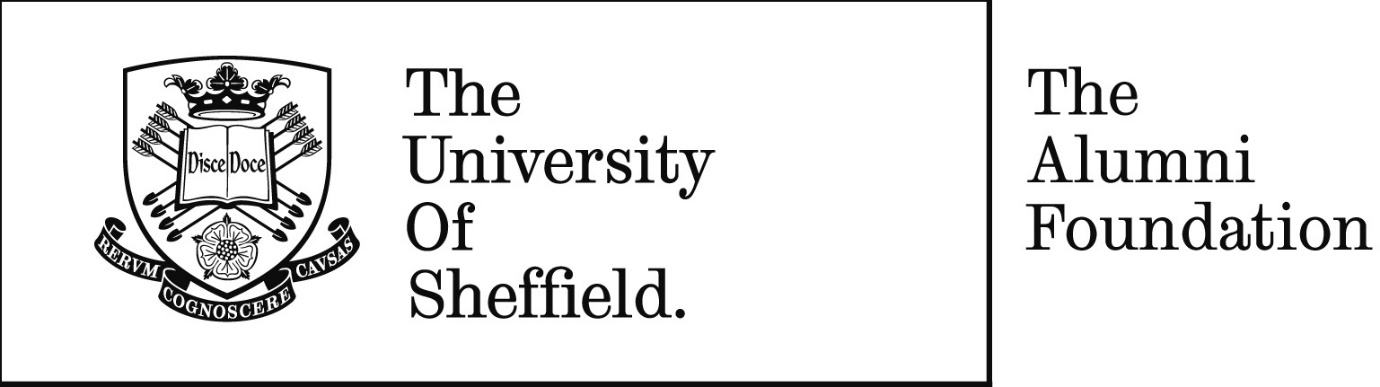 Disce Doce
RERVM COGNOSCERE CAVSAS
The
University
Of
Sheffield.
The
Alumni
Foundation